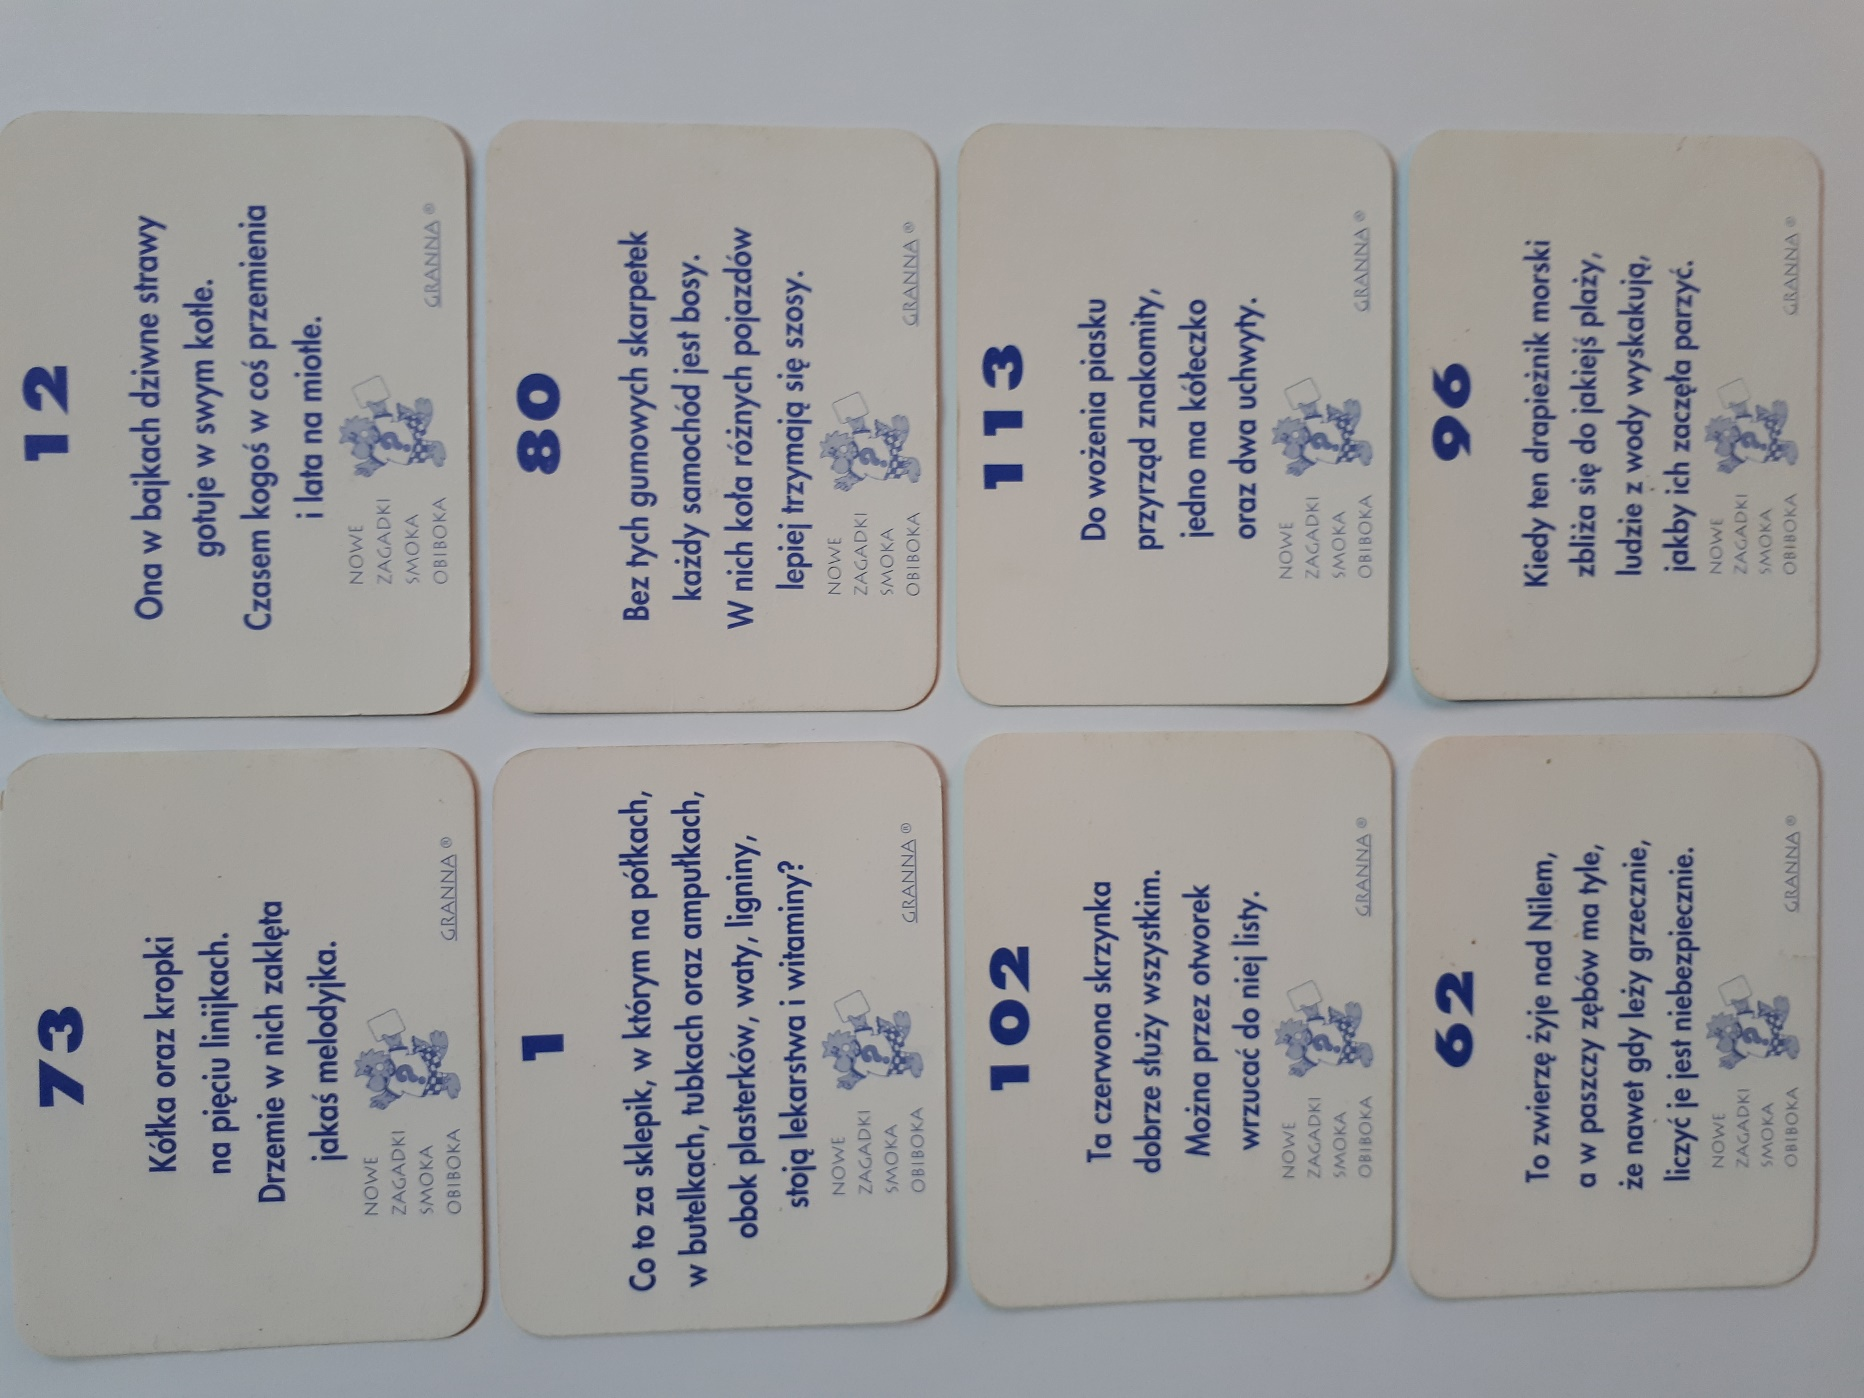 73
Kółka oraz kropki
na pięciu linijkach.
Drzemie w nich zaklęta
jakaś melodyjka.
NOWE
ZAGADKI
SMOKA
OBIBOKA
GRANNA®
12
Ona w bajkach dziwne strawy
gotuje w swym kotle.
Czasem kogoś w coś przemienia
i lata na miotle.
NOWE
ZAGADKI
SMOKA
OBIBOKA
GRANNA®
1
Co to za sklepik, w którym na półkach,
w butelkach, tubkach oraz ampułkach,
obok plasterków, waty, ligniny,
stoją lekarstwa i witaminy?
NOWE
ZAGADKI
SMOKA
OBIBOKA
GRANNA®
80
Bez tych gumowych skarpetek
każdy samochód jest bosy.
W nich koła różnych pojazdów
lepiej trzymają się szosy.
NOWE
ZAGADKI
SMOKA
OBIBOKA
GRANNA®
102
Ta czerwona skrzynka
dobrze służy wszystkim.
Można przez otworek
wrzucać do niej listy.
NOWE
ZAGADKI
SMOKA
OBIBOKA
GRANNA®
113
Do wożenia piasku
przyrząd znakomity,
jedno ma kółeczko
oraz dwa uchwyty.
NOWE
ZAGADKI
SMOKA
OBIBOKA
GRANNA®
62
To zwierzę żyje nad Nilem,
a w paszczy zębów ma tyle,
że nawet gdy leży grzecznie,
liczyć je jest niebezpiecznie.
NOWE
ZAGADKI
SMOKA
OBIBOKA
GRANNA®
96
Kiedy ten drapieżnik morski
zbliża się do jakiejś plaży,
ludzie z wody wyskakują,
jakby ich zaczęła parzyć.
NOWE
ZAGADKI
SMOKA
OBIBOKA
GRANNA®